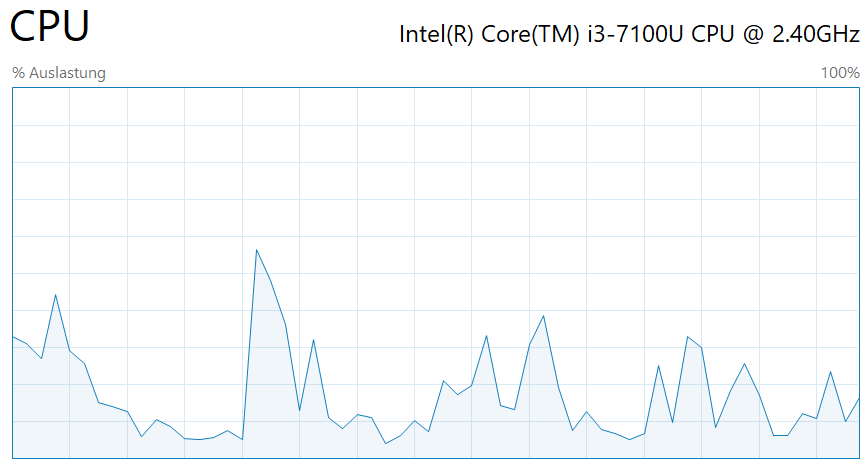 CPU
Intel(R) Core(TM) i3-7100U CPU @ 2.40GHz
% Auslastung
100%